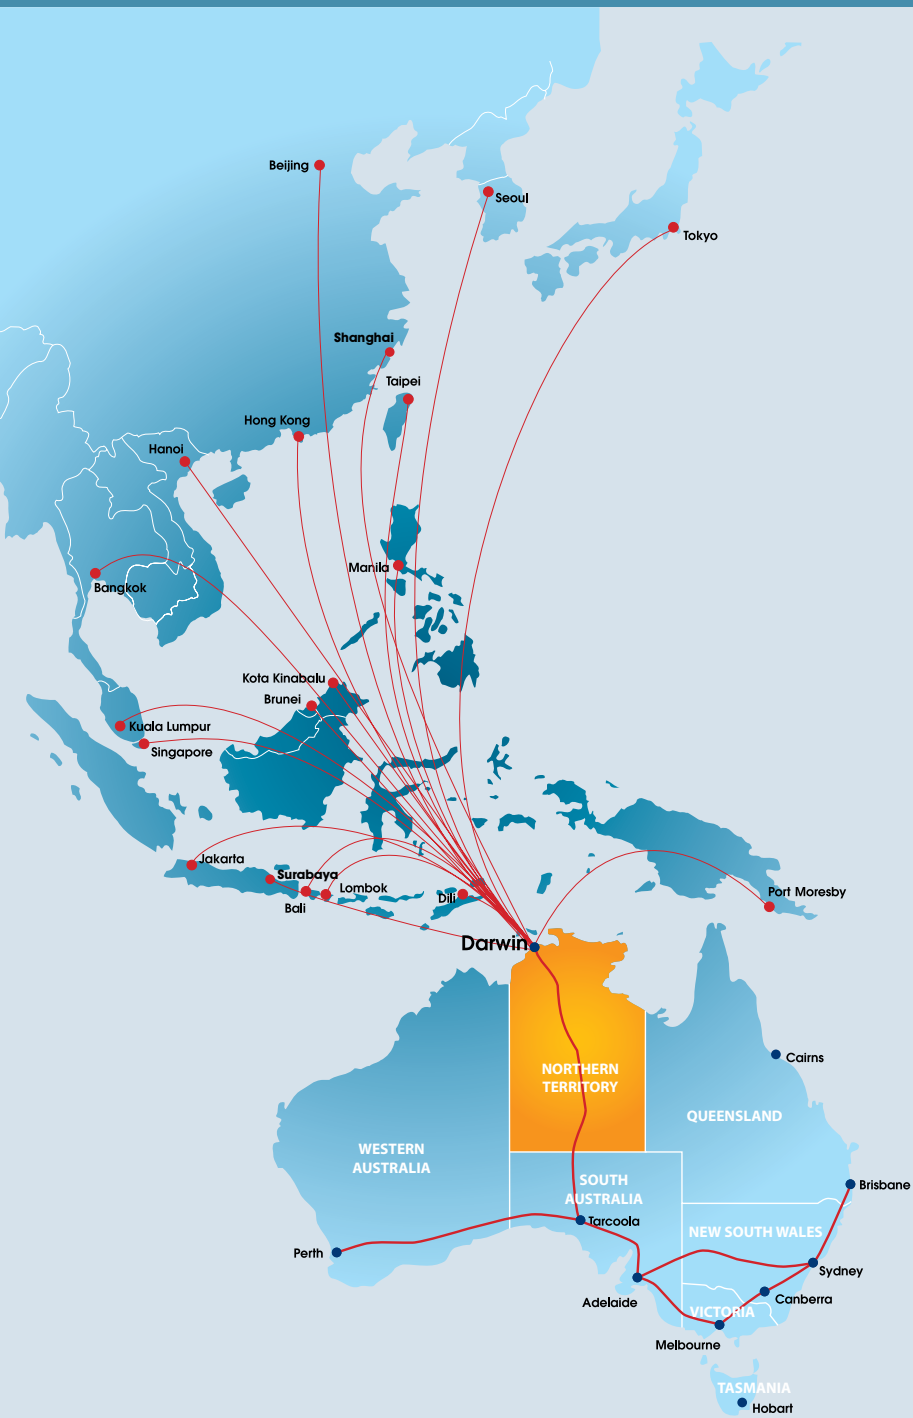 Beijing
Seoul
Tokyo
Shanghai
Taipei
Hong Kong
Hanoi
Manila
Bangkok
Kota Kinabalu
Brunei
Kuala Lumpur
Singapore
Jakarta
Surabaya
Lombok
Bali
Dili
Port Moresby
Darwin
Cairns
NORTHERN
TERRITORY
QUEENSLAND
WESTERN
AUSTRALIA
SOUTH
AUSTRALIA
Brisbane
Tarcoola
NEW SOUTH WALES
Perth
Sydney
Adelaide
Canberra
VICTORIA
Melbourne
TASMANIA
Hobart